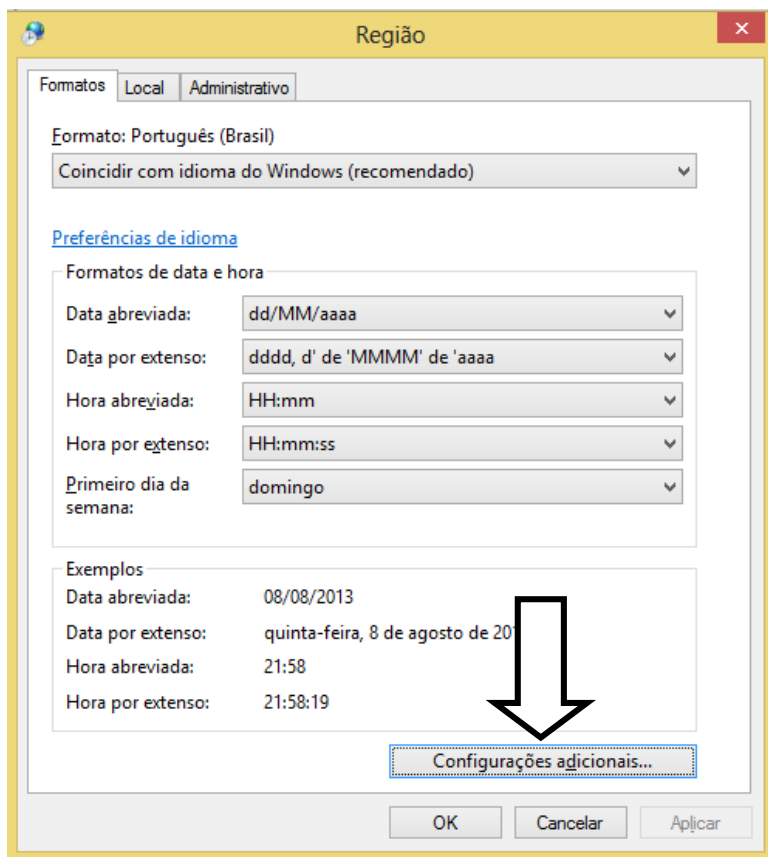 Região
Formatos Local Administrativo
Formato: Português (Brasil)
Coincidir com idioma do Windows (recomendado)
Preferências de idioma
Formatos de data e hora
Data abreviada: dd/MM/aaaa
Data por extenso: dddd, d' de 'MMMM' de 'aaaa
Hora abreviada: HH:mm
Hora por extenso: HH:mm:ss
Primeiro dia da semana: domingo
Exemplos
Data abreviada: 08/08/2013
Data por extenso: quinta-feira, 8 de agosto de
Hora abreviada: 21:58
Hora por extenso: 21:58:19
Configurações adicionais...
OK Cancelar Aplicar